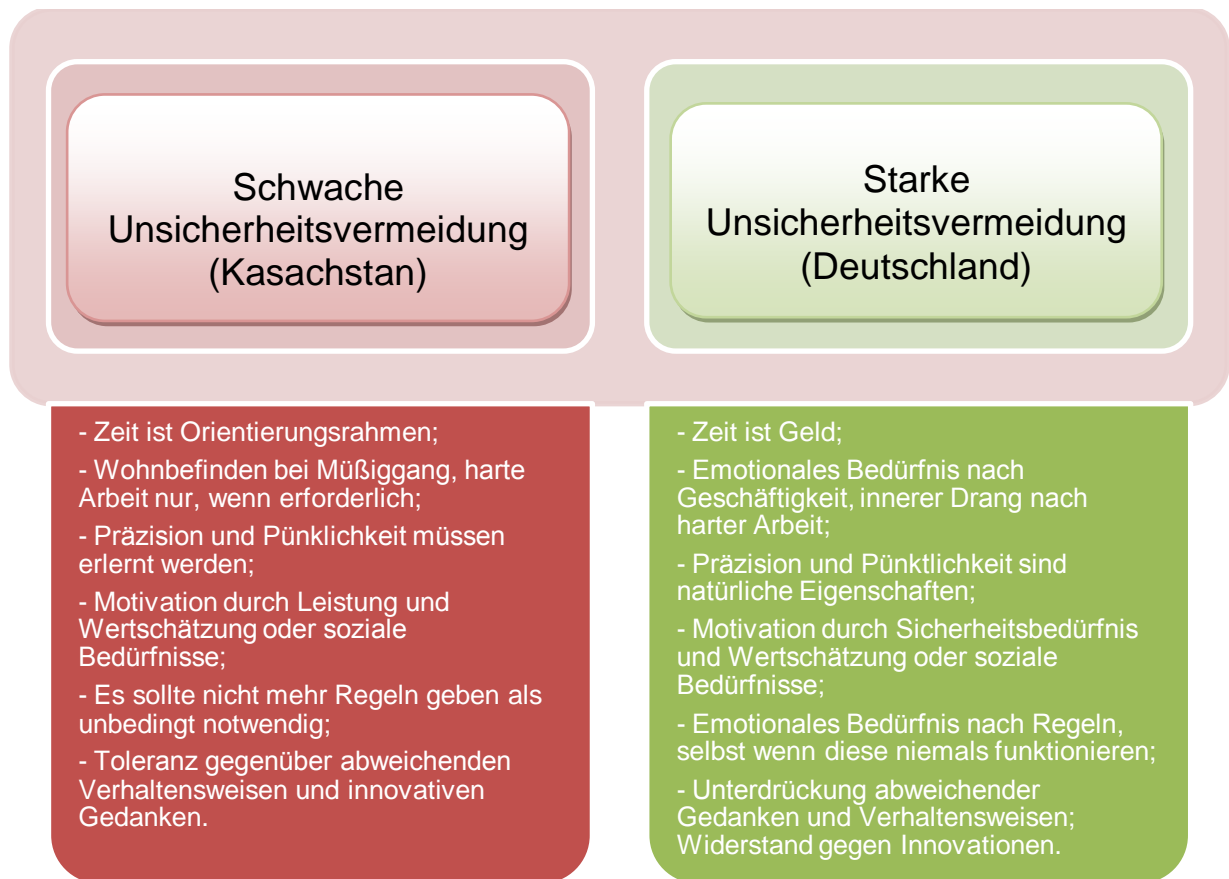 Schwache
Unsicherheitsvermeidung
(Kasachstan)
Starke
Unsicherheitsvermeidung
(Deutschland)
- Zeit ist Orientierungsrahmen;
- Wohnbefinden bei Müßiggang, harte
Arbeit nur, wenn erforderlich;
- Präzision und Pünklichkeit müssen
erlernt werden;
- Motivation durch Leistung und
Wertschätzung oder soziale
Bedürfnisse;
- Es sollte nicht mehr Regeln geben als
unbedingt notwendig;
- Toleranz gegenüber abweichenden
Verhaltensweisen und innovativen
Gedanken.
- Zeit ist Geld;
- Emotionales Bedürfnis nach
Geschäftigkeit, innerer Drang nach
harter Arbeit;
- Präzision und Pünktlichkeit sind
natürliche Eigenschaften;
- Motivation durch Sicherheitsbedürfnis
und Wertschätzung oder soziale
Bedürfnisse;
- Emotionales Bedürfnis nach Regeln,
selbst wenn diese niemals funktionieren;
- Unterdrückung abweichender
Gedanken und Verhaltensweisen;
Widerstand gegen Innovationen.